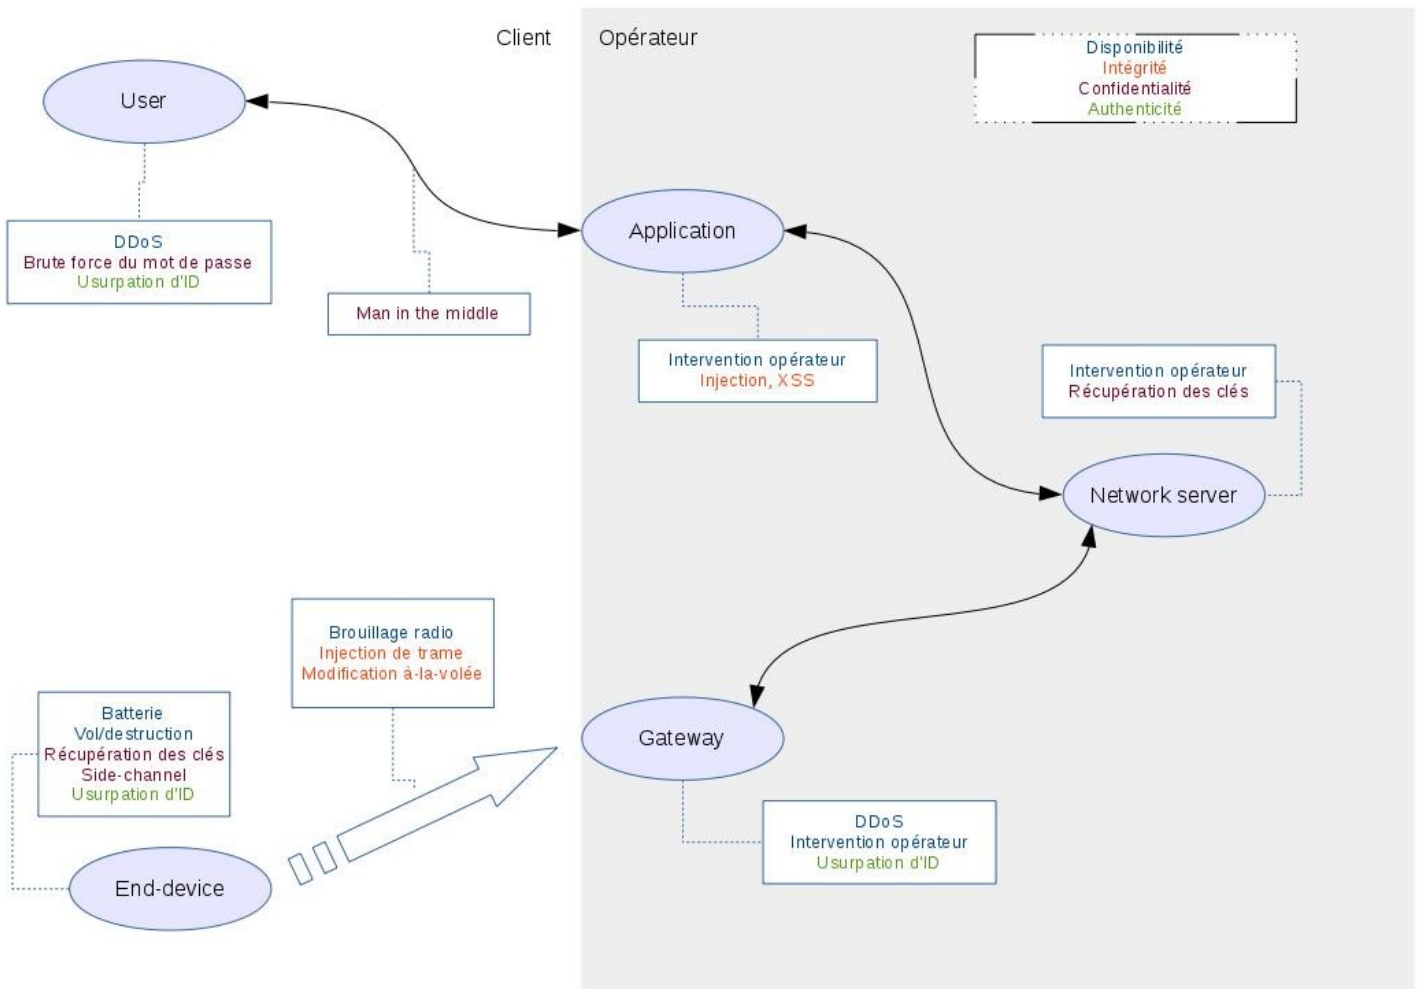 Client
Opérateur
Disponibilité
Intégrité
Confidentialité
Authenticité
User
DDoS
Brute force du mot de passe
Usurpation d'ID
Man in the middle
Application
Intervention opérateur
Injection, XSS
Intervention opérateur
Récupération des clés
Network server
Brouillage radio
Injection de trame
Modification à-la-volée
Batterie
Vol/destruction
Récupération des clés
Side-channel
Usurpation d'ID
End-device
Gateway
DDoS
Intervention opérateur
Usurpation d'ID